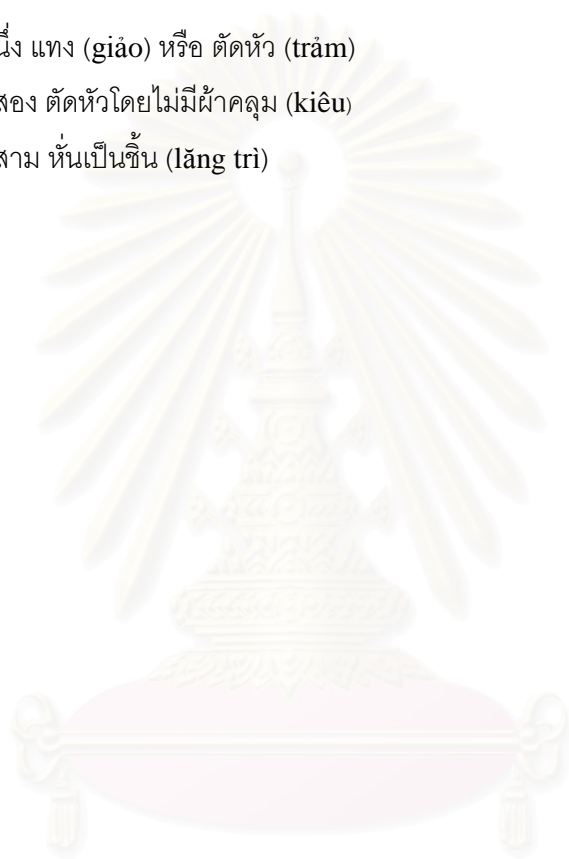 นึ่ง แทง (giảo) หรือ ตัดหัว (trảm)
สอง ตัดหัวโดยไม่มีผ้าคลุม (kiêu)
สาม หั่นเป็นชิ้น (lăng trì)